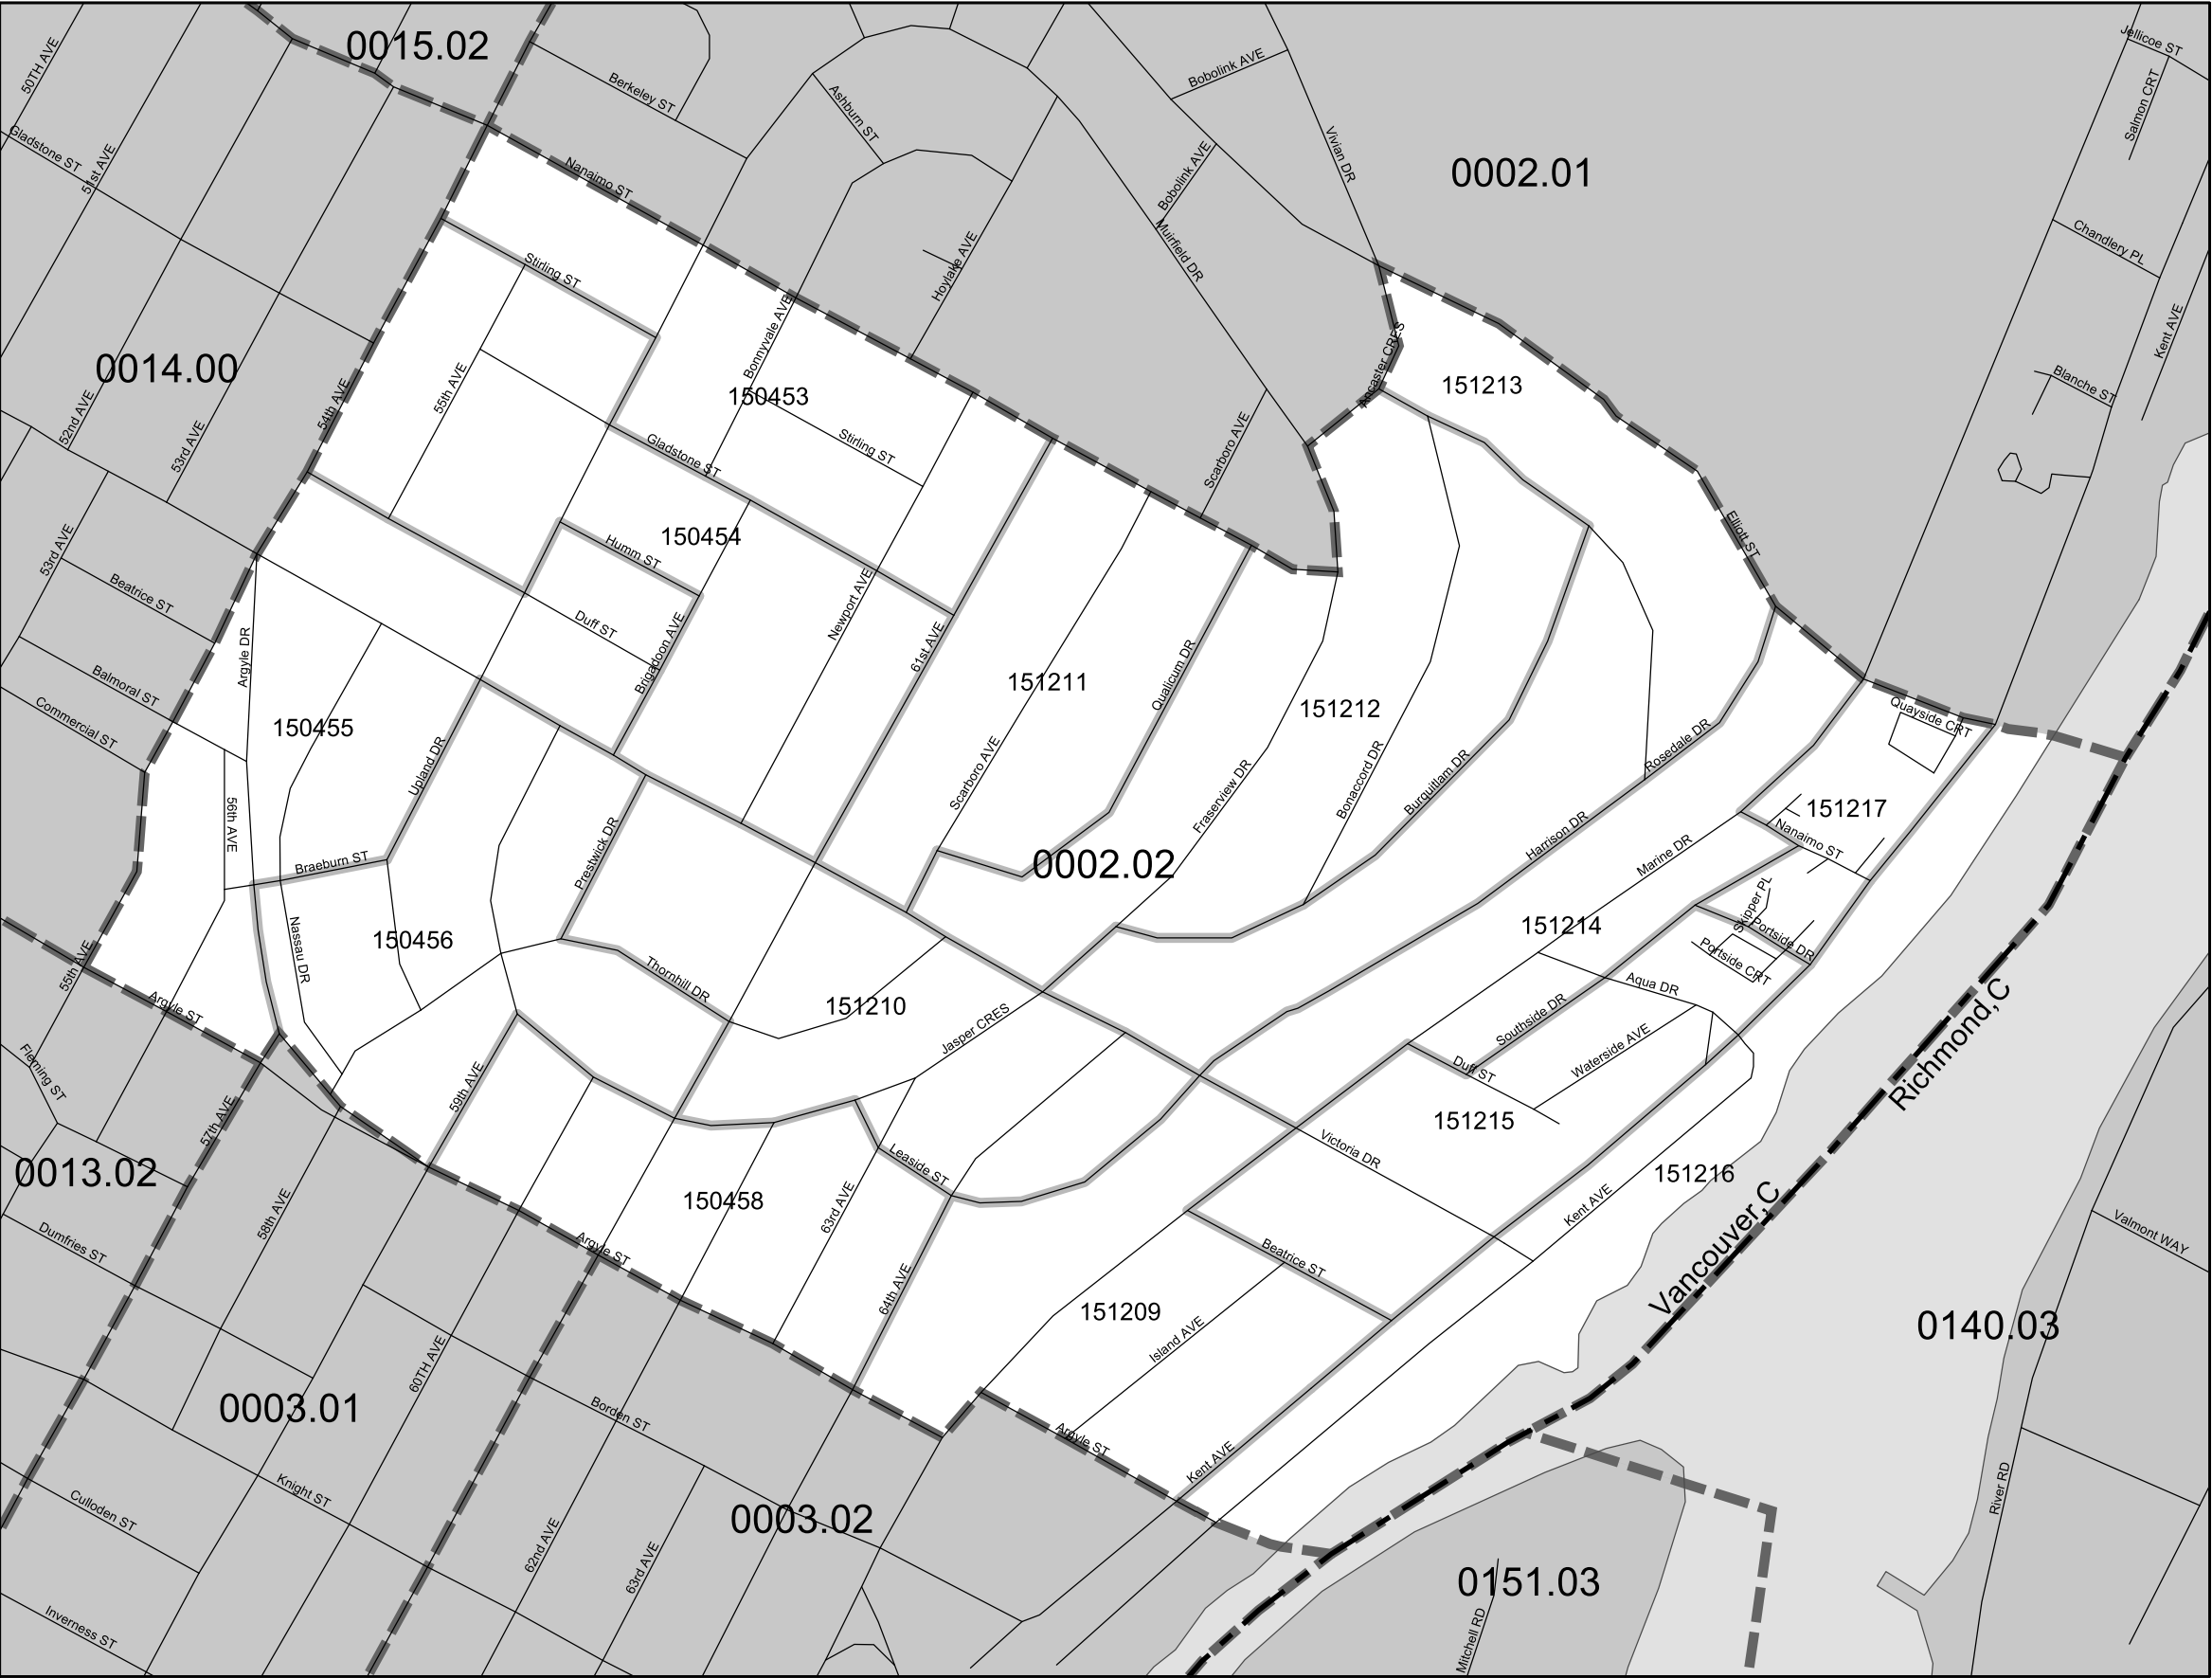 0015.02
Jellicoe ST
50TH AVE
Berkeley ST
Bobolink AVE
Salmon CRT
Ashburn ST
Gladstone ST
51st AVE
Nanaimo ST
Vivian DR
Bobolink AVE
0002.01
Muirfield DR
Chandlery PL
Stirling ST
Hoylake AVE
Kent AVE
Bonnyvale AVE
Ancaster CRES
0014.00
55th AVE
54th AVE
52nd AVE
53rd AVE
150453
151213
Blanche ST
Stirling ST
Gladstone ST
Scarboro AVE
53rd AVE
Humm ST
150454
Elliott ST
Beatrice ST
Duff ST
Newport AVE
61st AVE
Argyle DR
Brigadoon AVE
Balmoral ST
151211
Qualicum DR
151212
Commercial ST
150455
Quayside CRT
Upland DR
Rosedale DR
Scarboro AVE
Fraserview DR
Bonaccord DR
Burquitlam DR
56th AVE
151217
Braeburn ST
Prestwick DR
0002.02
Harrison DR
Marine DR
Nanaimo ST
150456
Nassau DR
151214
Skipper PL
Portside DR
Portside CRT
55th AVE
Thornhill DR
Aqua DR
Argyle ST
151210
Jasper CRES
Southside DR
Richmond,C
Waterside AVE
Fleming ST
59th AVE
Duff ST
57th AVE
151215
0013.02
Leaside ST
Victoria DR
150458
63rd AVE
58th AVE
151216
Kent AVE
Dumfries ST
Argyle ST
Beatrice ST
Vancouver,C
Valmont WAY
64th AVE
151209
Island AVE
0140.03
60TH AVE
0003.01
Borden ST
Argyle ST
Kent AVE
Knight ST
Culloden ST
0003.02
River RD
62nd AVE
63rd AVE
0151.03
Inverness ST
Mitchell RD